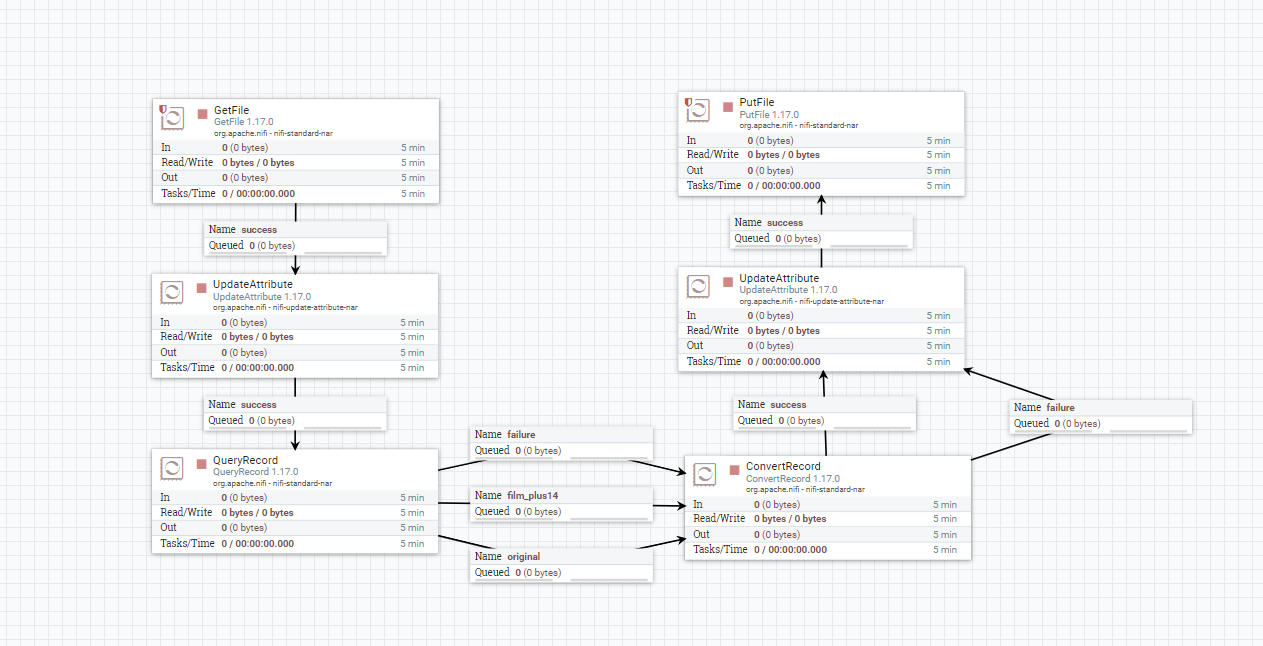 GetFile
GetFile 1.17.0
org.apache.nifi - nifi-standard-nar
In 0 (0 bytes) 5 min
Read/Write 0 bytes / 0 bytes 5 min
Out 0 (0 bytes) 5 min
Tasks/Time 0 / 00:00:00.000 5 min
Name success
Queued 0 (0 bytes)
UpdateAttribute
UpdateAttribute 1.17.0
org.apache.nifi - nifi-update-attribute-nar
In 0 (0 bytes) 5 min
Read/Write 0 bytes / 0 bytes 5 min
Out 0 (0 bytes) 5 min
Tasks/Time 0 / 00:00:00.000 5 min
Name success
Queued 0 (0 bytes)
QueryRecord
QueryRecord 1.17.0
org.apache.nifi - nifi-standard-nar
In 0 (0 bytes) 5 min
Read/Write 0 bytes / 0 bytes 5 min
Out 0 (0 bytes) 5 min
Tasks/Time 0 / 00:00:00.000 5 min
Name failure
Queued 0 (0 bytes)
Name film_plus14
Queued 0 (0 bytes)
Name original
Queued 0 (0 bytes)
PutFile
PutFile 1.17.0
org.apache.nifi - nifi-standard-nar
In 0 (0 bytes) 5 min
Read/Write 0 bytes / 0 bytes 5 min
Out 0 (0 bytes) 5 min
Tasks/Time 0 / 00:00:00.000 5 min
Name success
Queued 0 (0 bytes)
UpdateAttribute
UpdateAttribute 1.17.0
org.apache.nifi - nifi-update-attribute-nar
In 0 (0 bytes) 5 min
Read/Write 0 bytes / 0 bytes 5 min
Out 0 (0 bytes) 5 min
Tasks/Time 0 / 00:00:00.000 5 min
Name success
Queued 0 (0 bytes)
Name failure
Queued 0 (0 bytes)
ConvertRecord
ConvertRecord 1.17.0
org.apache.nifi - nifi-standard-nar
In 0 (0 bytes) 5 min
Read/Write 0 bytes / 0 bytes 5 min
Out 0 (0 bytes) 5 min
Tasks/Time 0 / 00:00:00.000 5 min